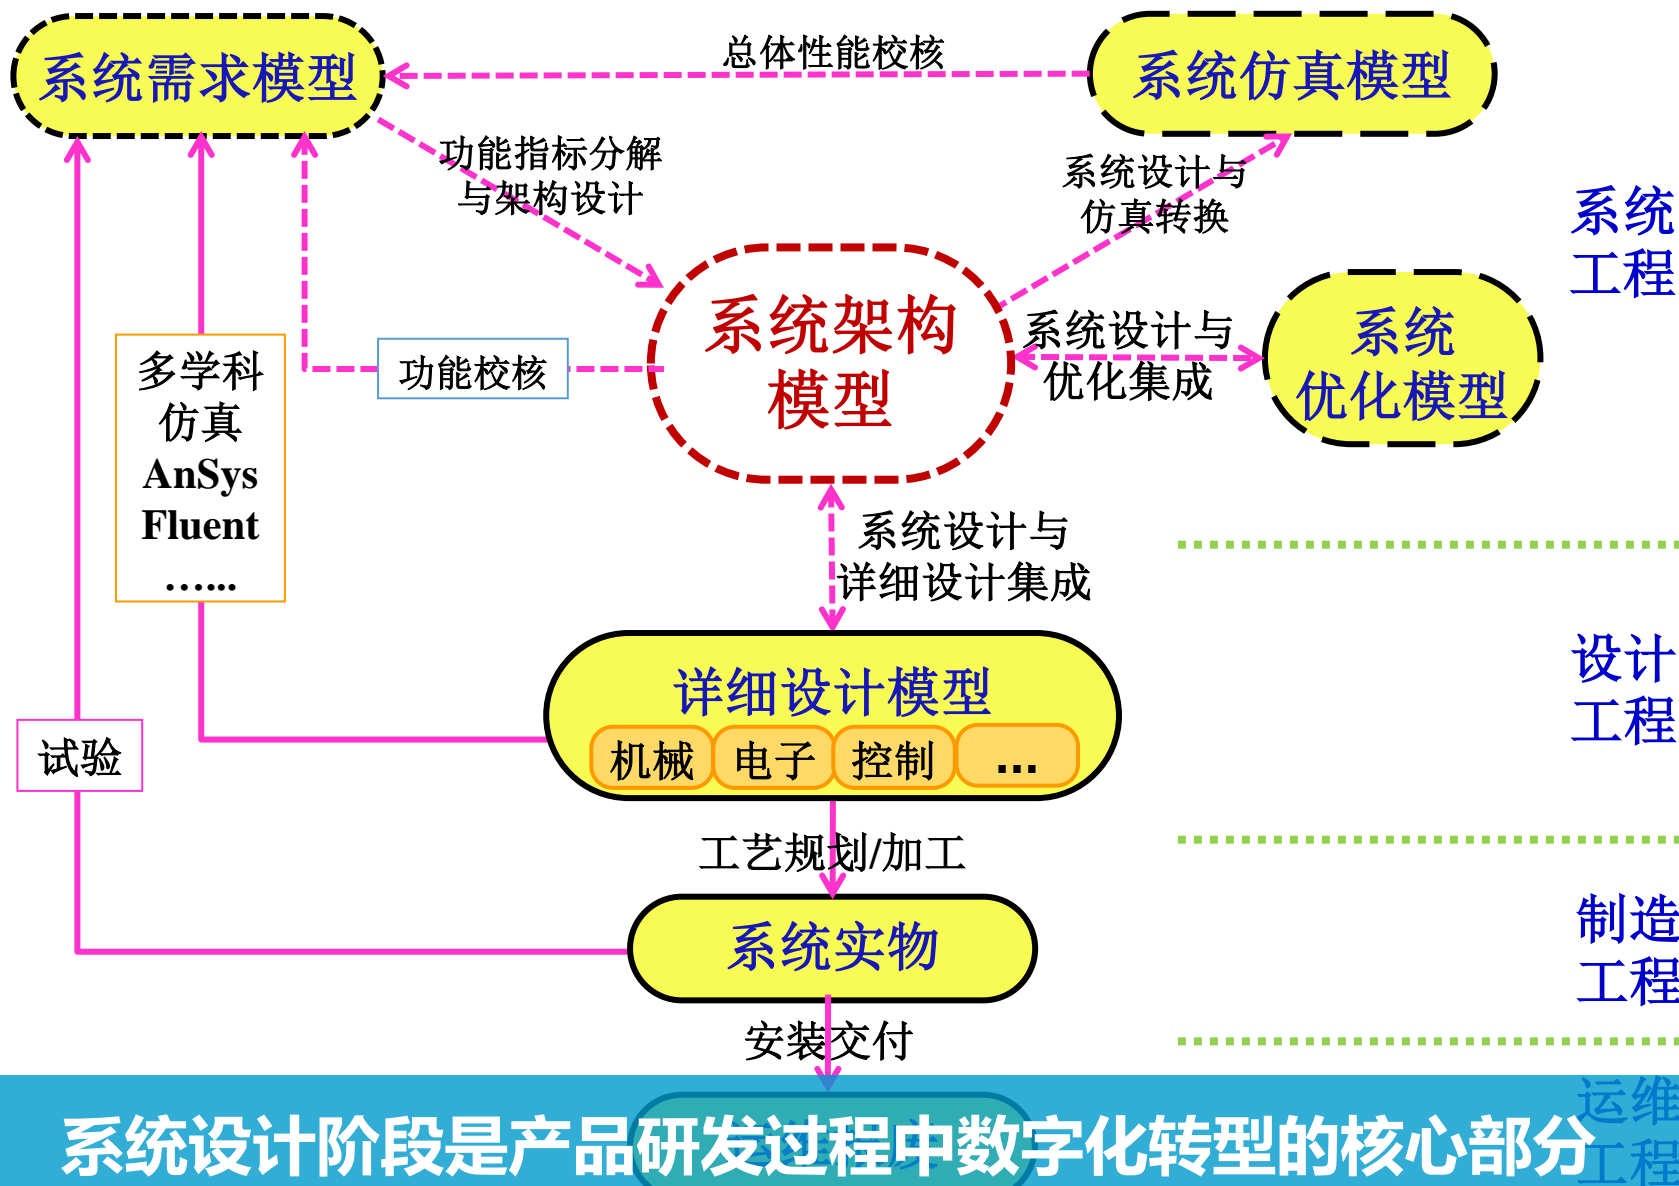 系统需求模型
总体性能校核
系统仿真模型
功能指标分解
与架构设计
系统设计与
仿真转换
系统
工程
系统架构
模型
系统设计与
优化集成
系统
优化模型
功能校核
多学科
仿真
AnSys
Fluent
…...
系统设计与
详细设计集成
详细设计模型
机械
电子
控制
...
设计
工程
试验
工艺规划/加工
系统实物
制造
工程
安装交付
运维
工程
系统设计阶段是产品研发过程中数字化转型的核心部分